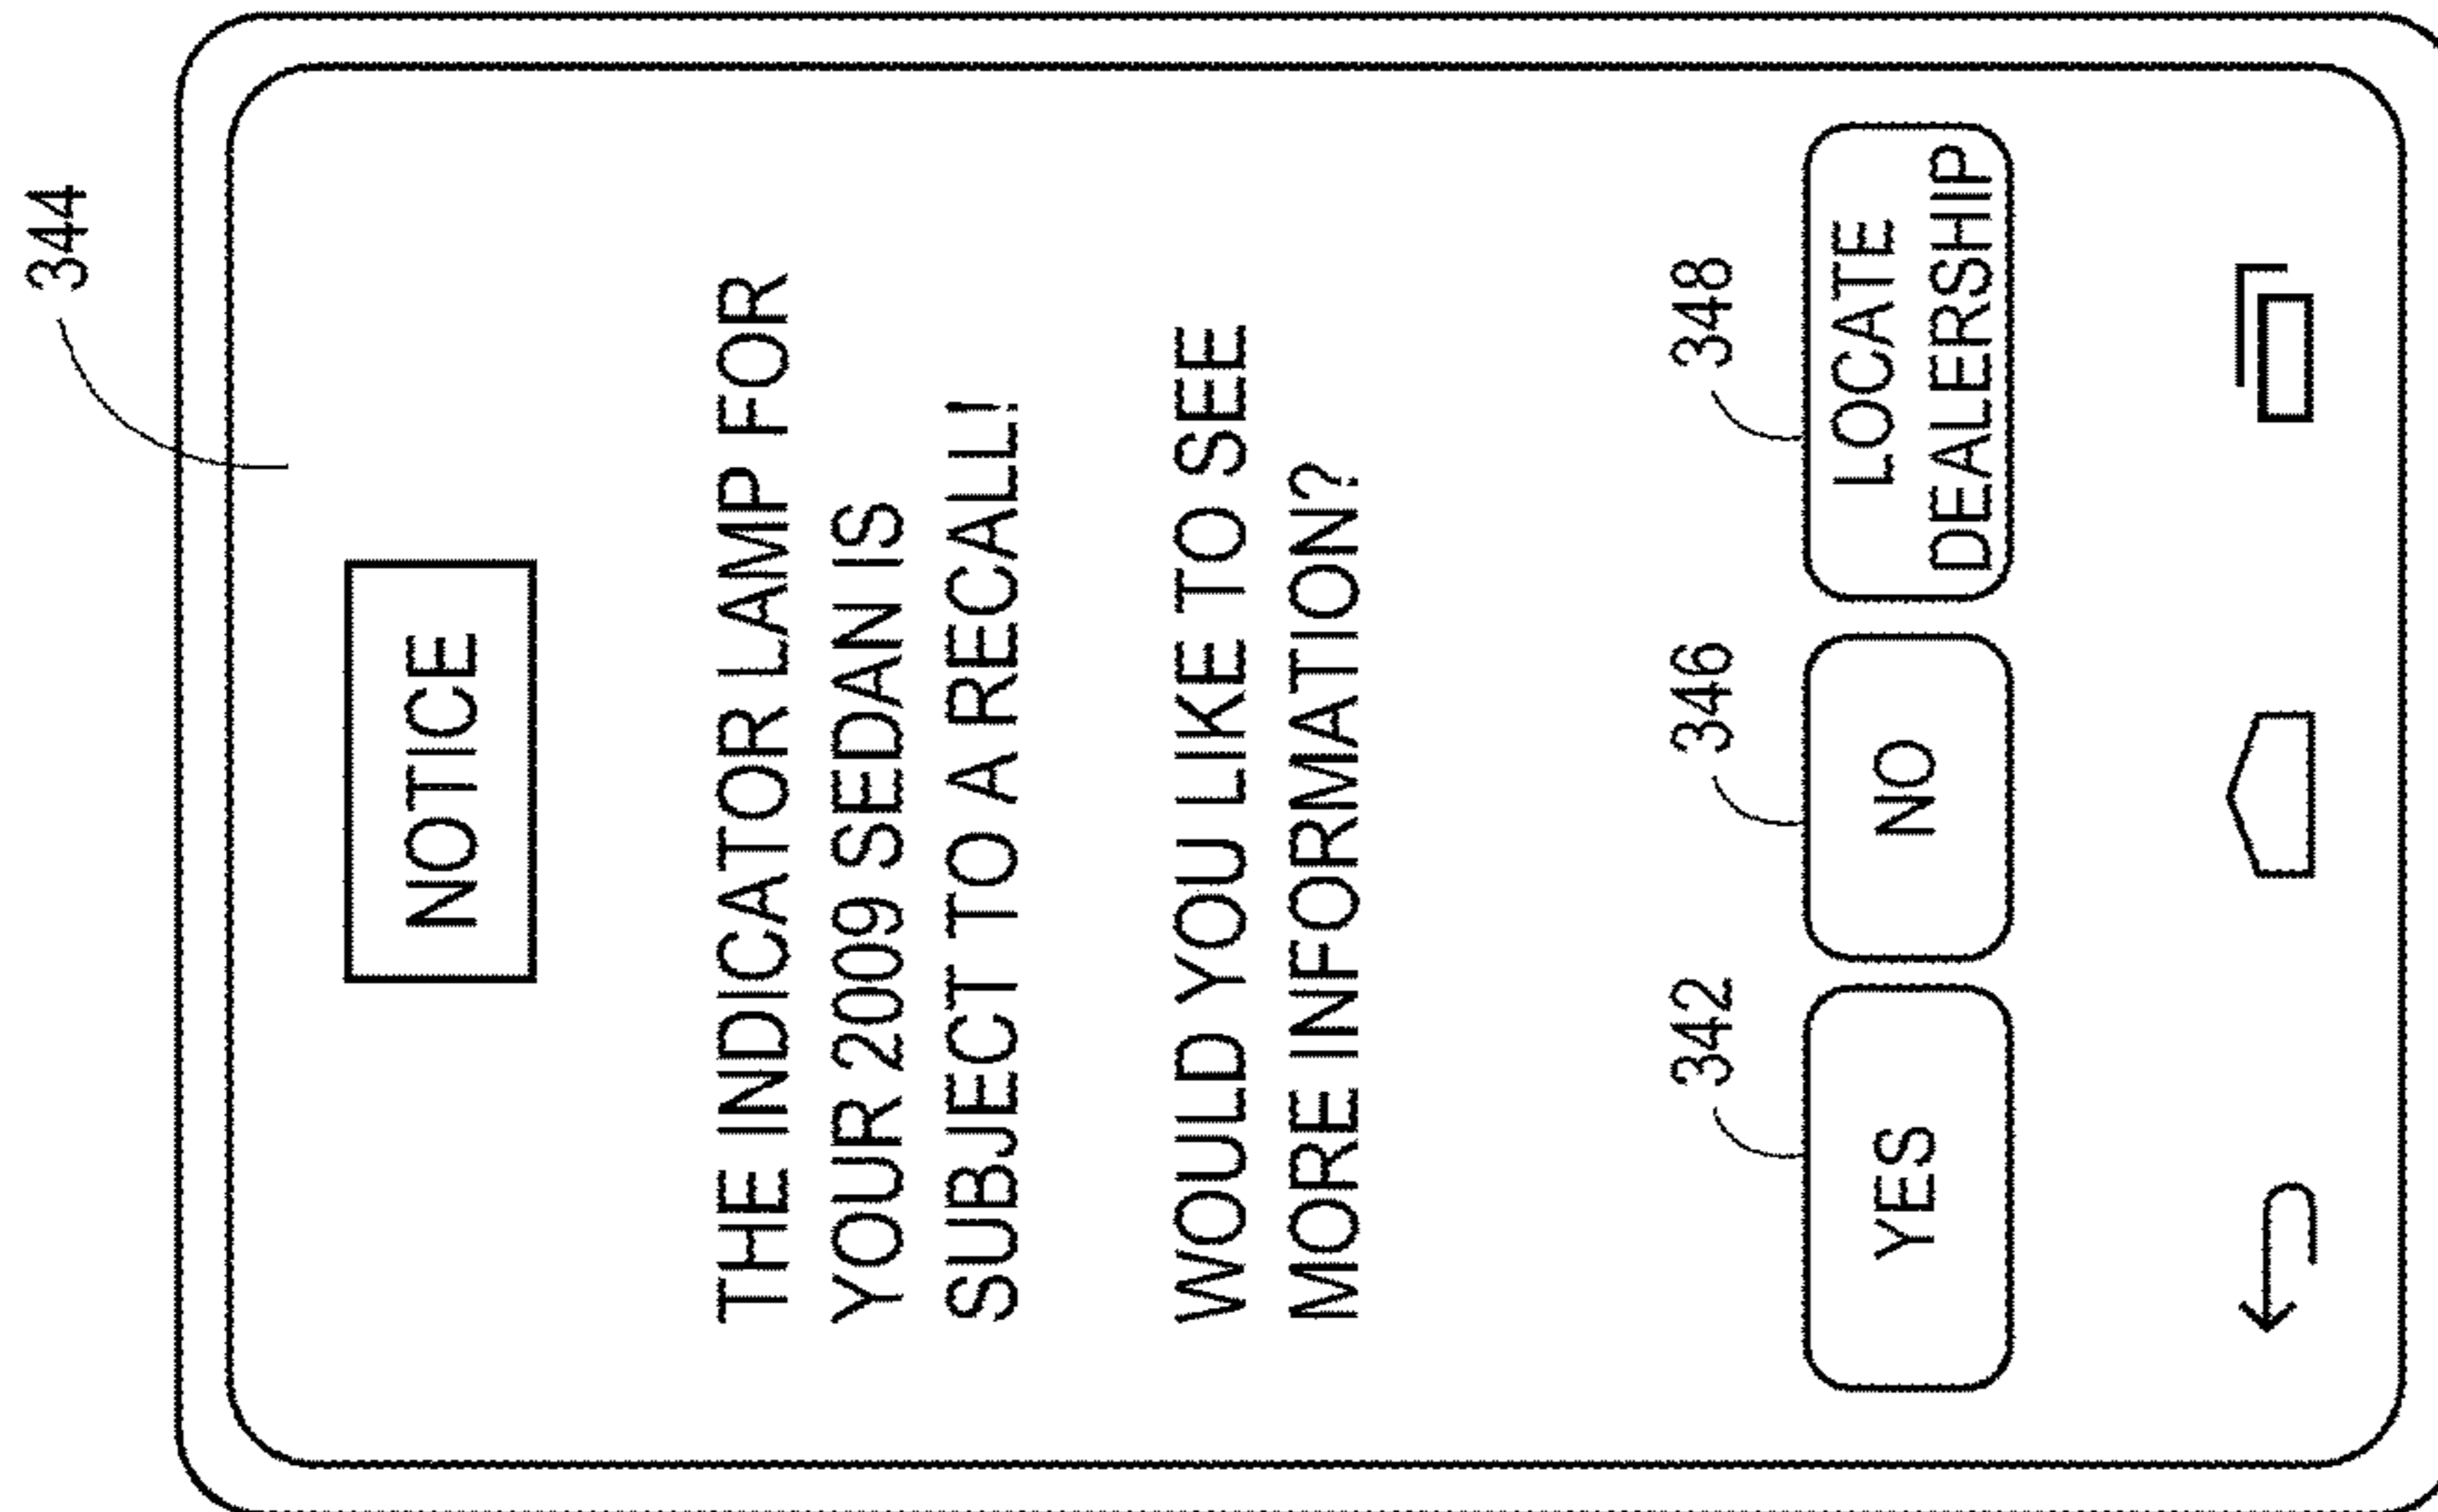 344
NOTICE
THE INDICATOR LAMP FOR
YOUR 2009 SEDAN IS
SUBJECT TO A RECALL!
WOULD YOU LIKE TO SEE
MORE INFORMATION?
342
346
348
YES
NO
LOCATE
DEALERSHIP